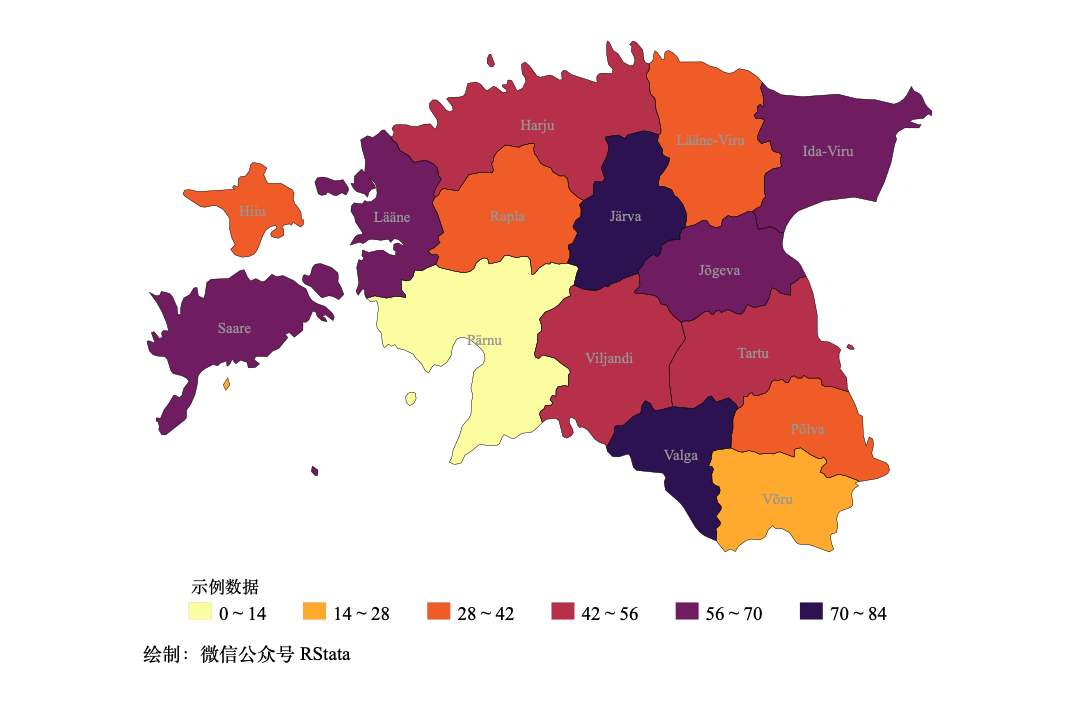 Harju
Lääne-Viru
Ida-Viru
Hiiu
Lääne
Rapla
Järva
Jõgeva
Saare
Pärnu
Viljandi
Tartu
Põlva
Valga
Võru
示例数据
0 ~ 14
14 ~ 28
28 ~ 42
42 ~ 56
56 ~ 70
70 ~ 84
绘制：微信公众号 RStata